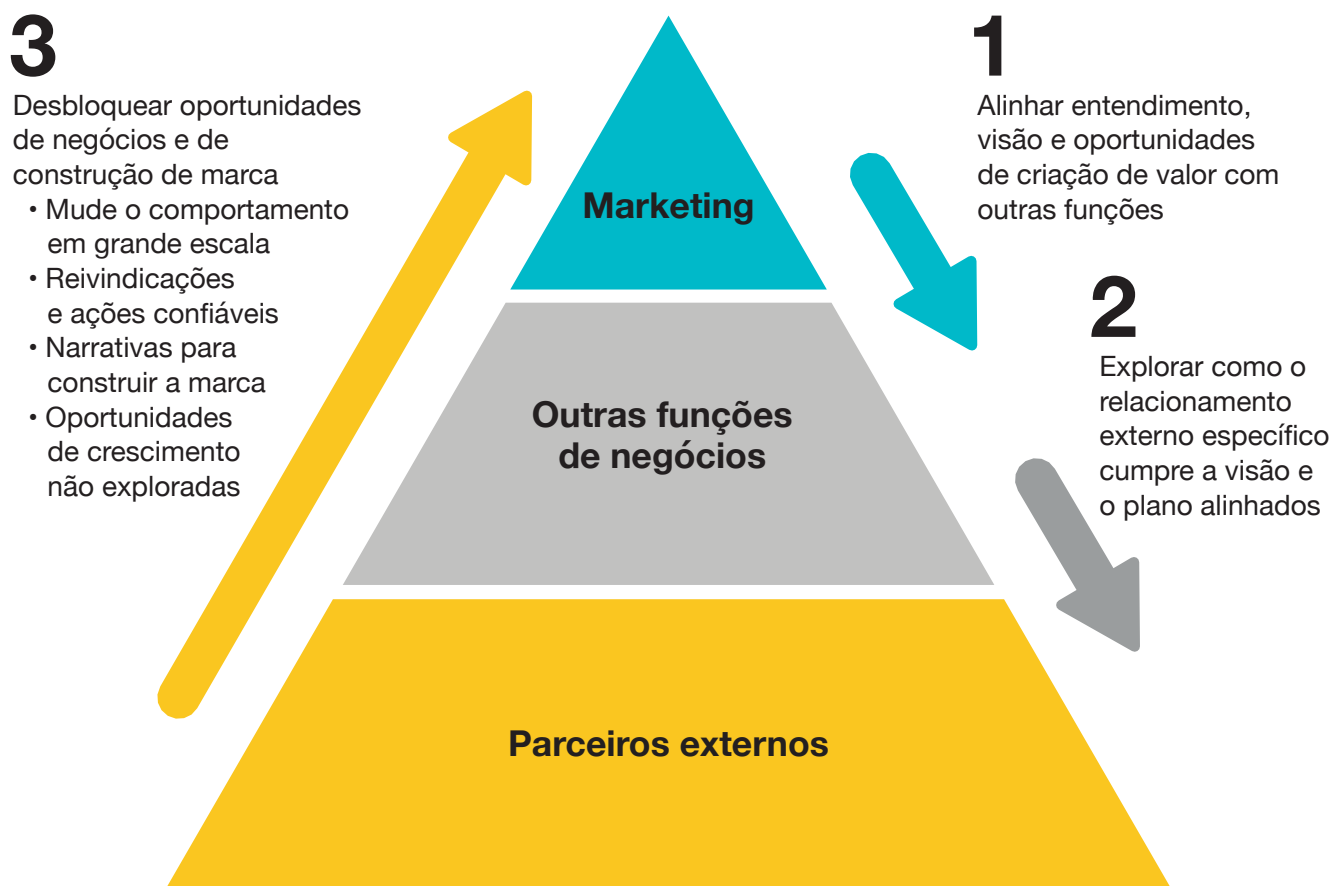 3
Desbloquear oportunidades
de negócios e de
construção de marca
• Mude o comportamento
em grande escala
• Reivindicações
e ações confiáveis
• Narrativas para
construir a marca
• Oportunidades
de crescimento
não exploradas
Marketing
Outras funções
de negócios
Parceiros externos
1
Alinhar entendimento,
visão e oportunidades
de criação de valor com
outras funções
2
Explorar como o
relacionamento
externo específico
cumpre a visão e
o plano alinhados